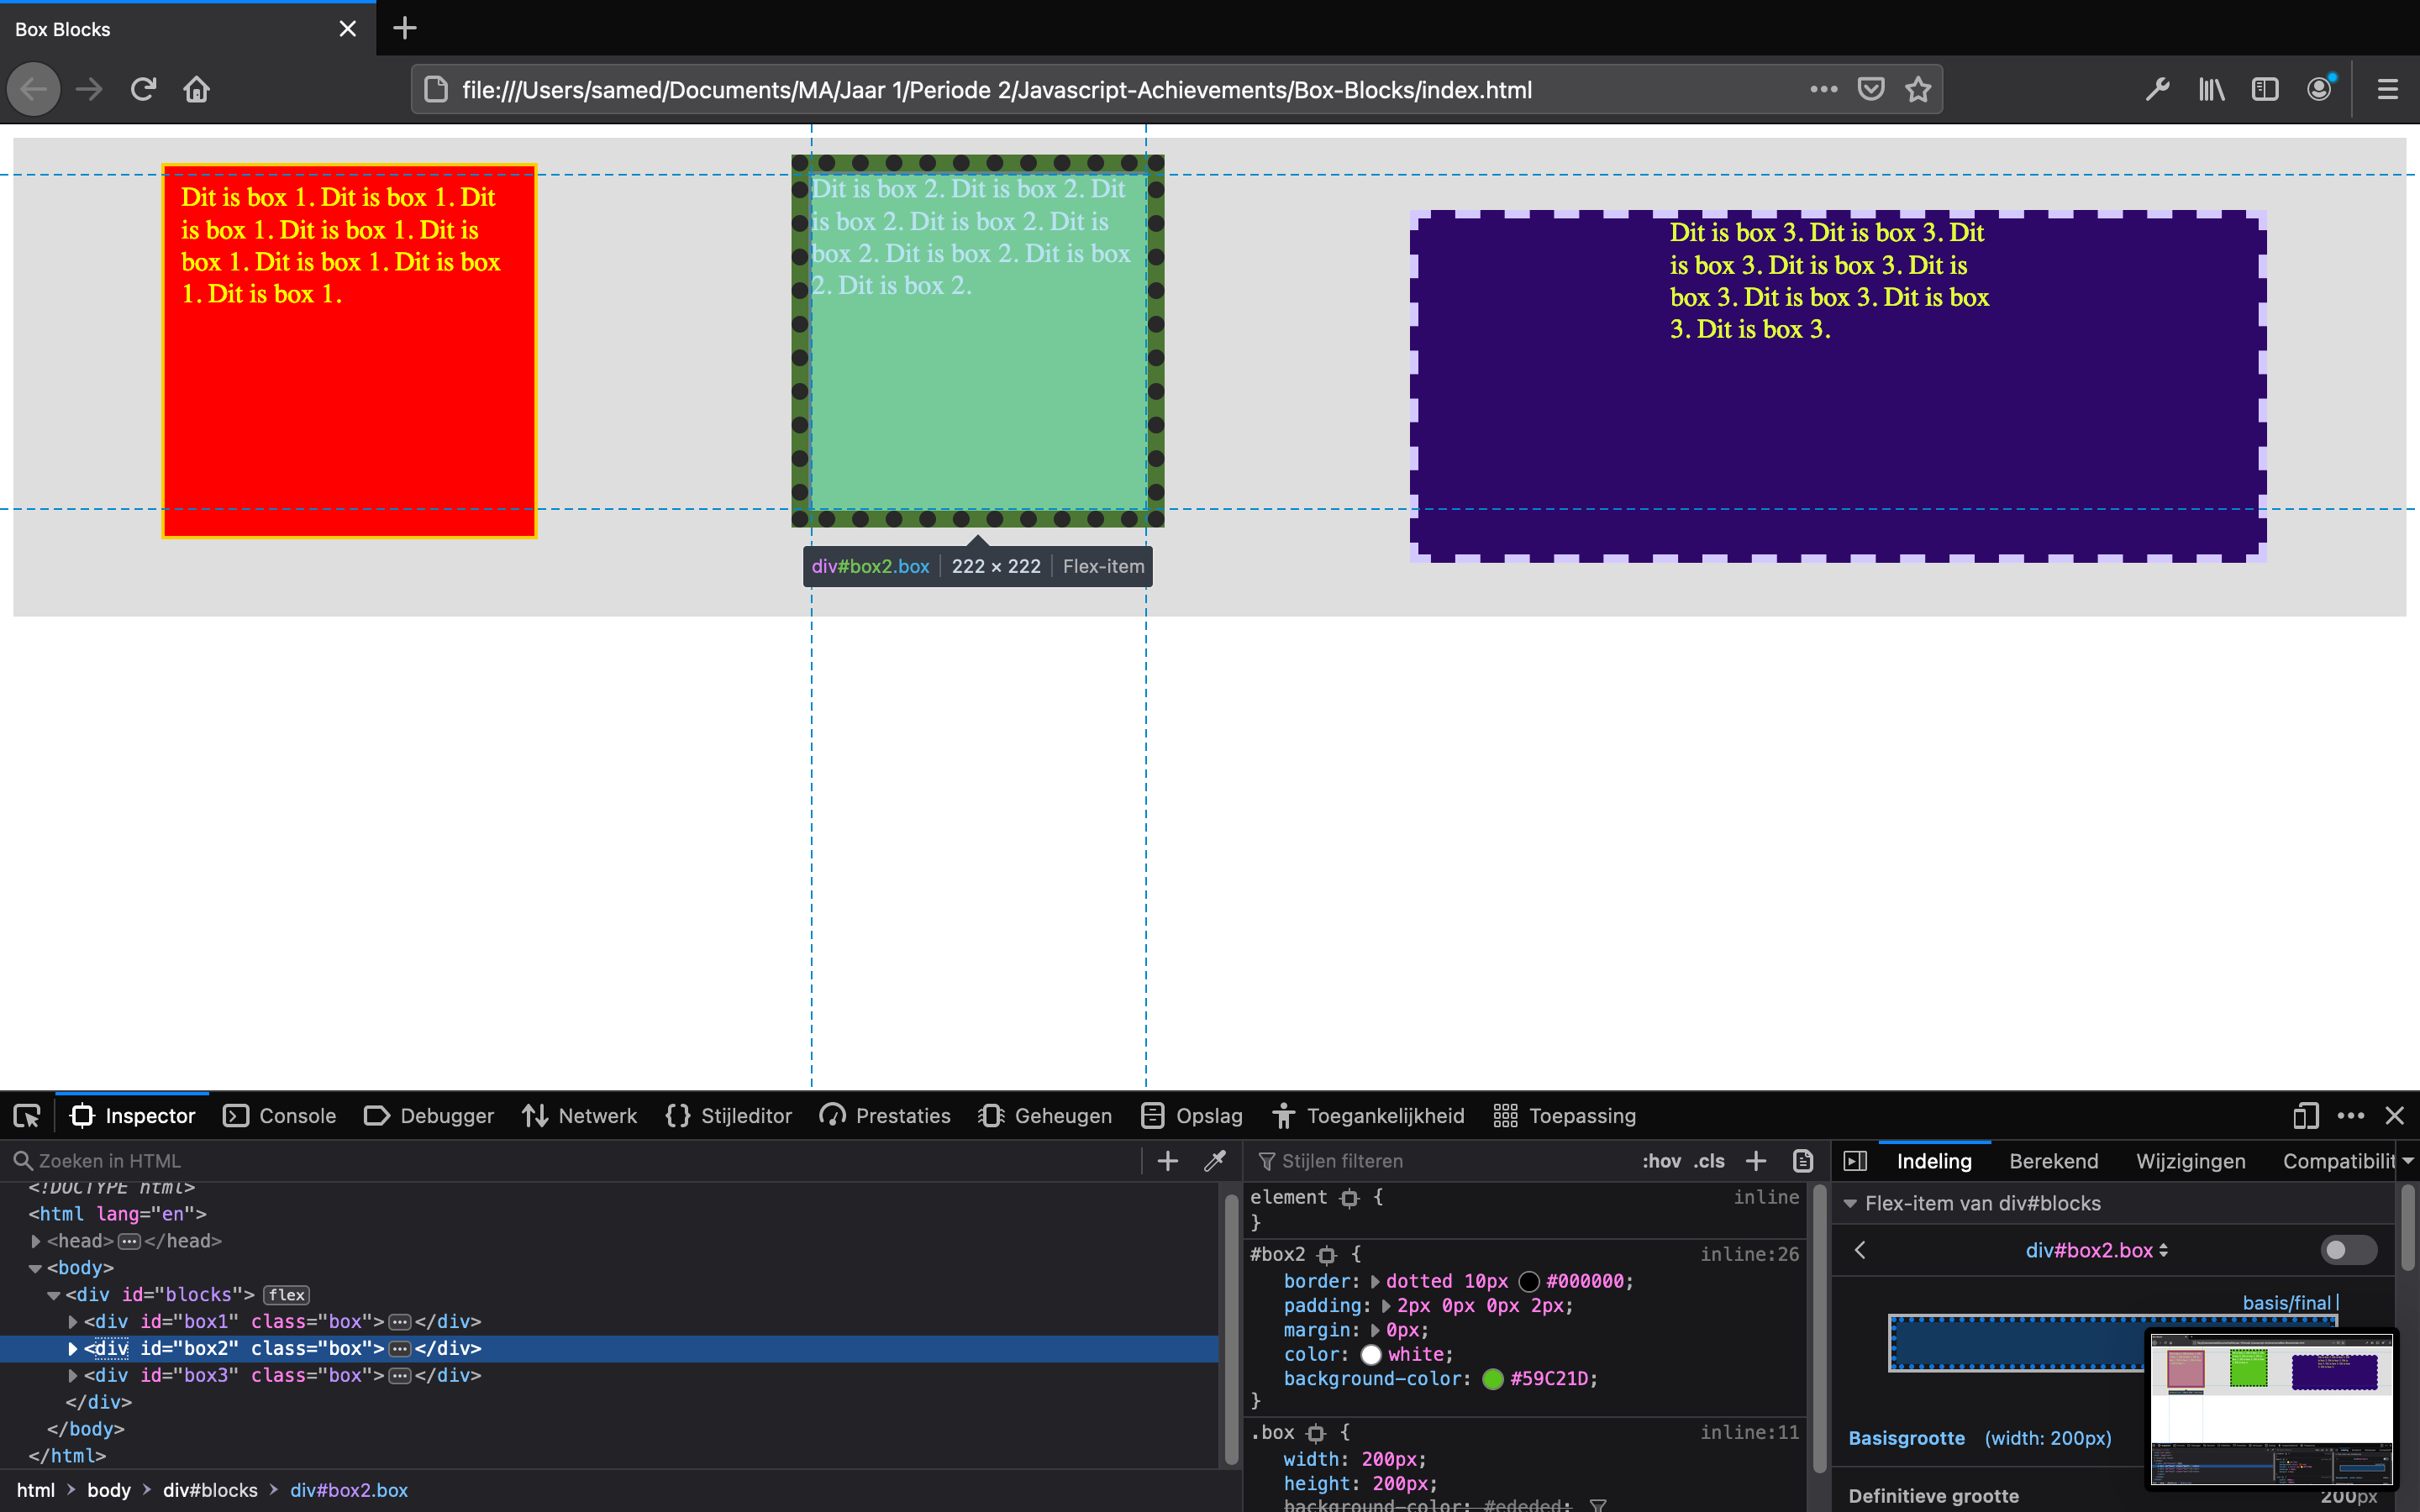 Box Blocks
file:///Users/samed/Documents/MA/Jaar 1/Periode 2/Javascript-Achievements/Box-Blocks/index.html
Dit is box 1. Dit is box 1. Dit
is box 1. Dit is box 1. Dit is
box 1. Dit is box 1. Dit is box
1. Dit is box 1.
Dit is box 2. Dit is box 2. Dit
is box 2. Dit is box 2. Dit is
box 2. Dit is box 2. Dit is box
2. Dit is box 2.
Dit is box 3. Dit is box 3. Dit
is box 3. Dit is box 3. Dit is
box 3. Dit is box 3. Dit is box
3. Dit is box 3.
div#box2.box 222 × 222 Flex-item
Inspector Console Debugger Netwerk Stijleditor Prestaties Geheugen Opslag Toegankelijkheid Toepassing
Zoeken in HTML
<!DOCTYPE html>
<html lang="en">
<head> </head>
<body>
<div id="blocks"> flex
<div id="box1" class="box"> </div>
<div id="box2" class="box"> </div>
<div id="box3" class="box"> </div>
</div>
</body>
</html>
html > body > div#blocks > div#box2.box
Stijlen filteren :hov .cls
element { inline
}
#box2 { inline:26
border: dotted 10px #000000;
padding: 2px 0px 0px 2px;
margin: 0px;
color: white;
background-color: #59C21D;
}
.box { inline:11
width: 200px;
height: 200px;
background-color: #ededed;
Indeling Berekend Wijzigingen Compatibilit
Flex-item van div#blocks
div#box2.box
basis/final
Basisgrootte (width: 200px)
Definitieve grootte 200px